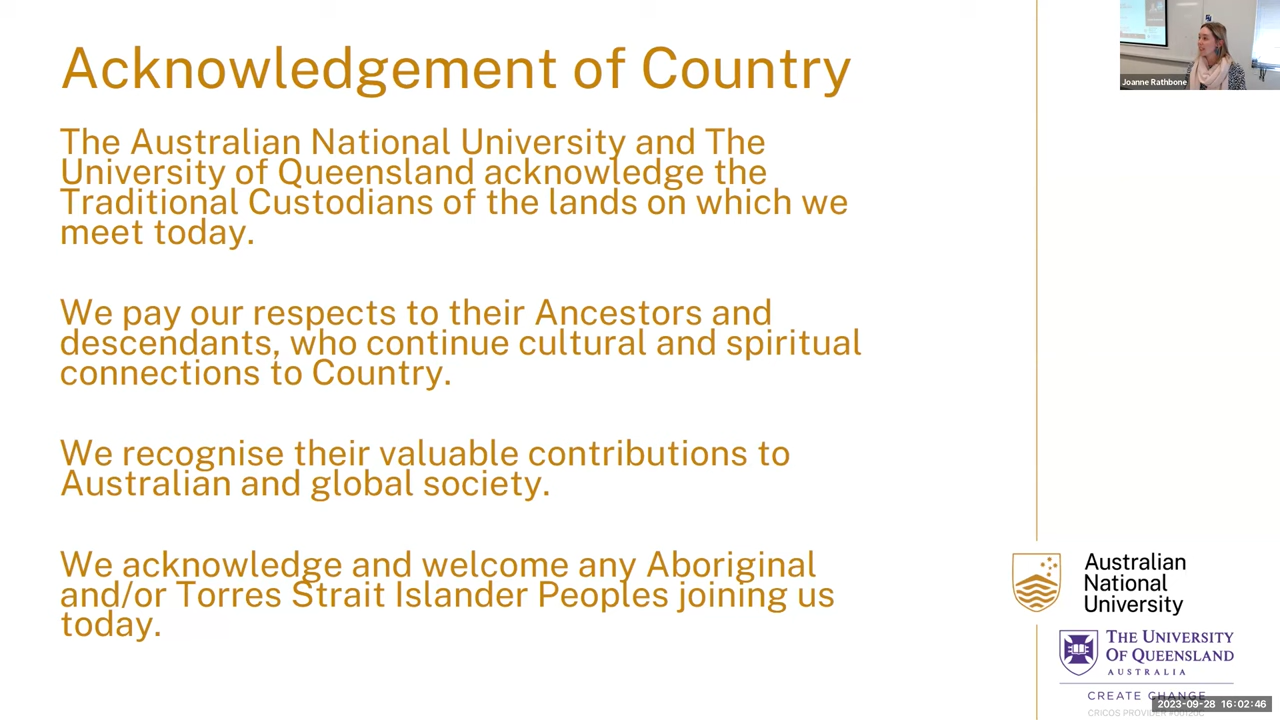 Acknowledgement of Country
The Australian National University and The
University of Queensland acknowledge the
Traditional Custodians of the lands on which we
meet today.
We pay our respects to their Ancestors and
descendants, who continue cultural and spiritual
connections to Country.
We recognise their valuable contributions to
Australian and global society.
We acknowledge and welcome any Aboriginal
and/or Torres Strait Islander Peoples joining us
today.
Joanne Rathbone
Australian
National
University
THE UNIVERSITY
OF QUEENSLAND
AUSTRALIA
CREATE CHANGE
2023-09-28 16:02:46
CRICOS PROVIDER